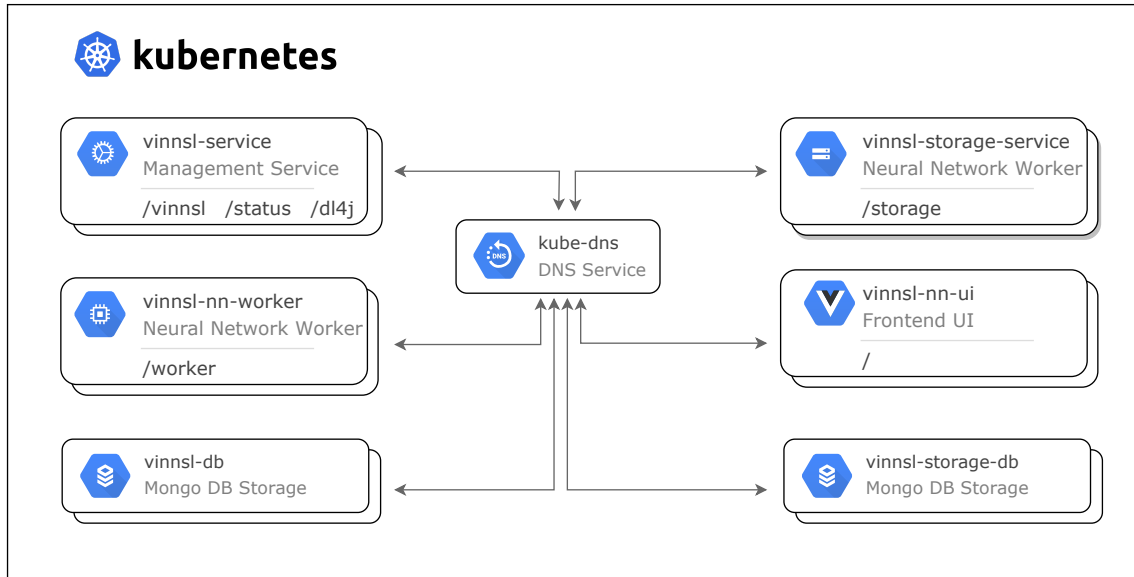 kubernetes
vinnsl-service
Management Service
/vinnsl /status /dl4j
vinnsl-storage-service
Neural Network Worker
/storage
kube-dns
DNS Service
DNS
vinnsl-nn-worker
Neural Network Worker
/worker
vinnsl-nn-ui
Frontend UI
/
vinnsl-db
Mongo DB Storage
vinnsl-storage-db
Mongo DB Storage